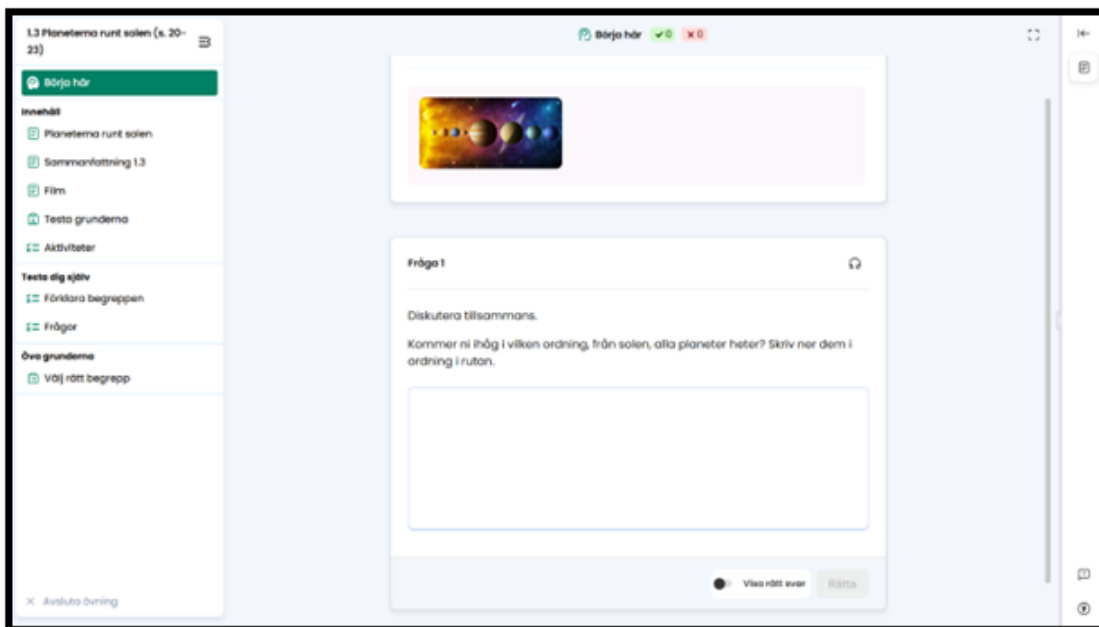 1.3 Planeterna runt solen (s. 20-
23)
Börja här
Innehåll
Planeterna runt solen
Sammanfattning 1.3
Film
Testa grunderna
Aktiviteter
Testa dig själv
Förklara begreppen
Frågor
Öva grunderna
Välj rätt begrepp
Avsluta övning
Börja här 0 0
Fråga 1
Diskutera tillsammans.
Kommer ni ihåg i vilken ordning, från solen, alla planeter heter? Skriv ner dem i
ordning i rutan.
Visa rätt svar Rätta